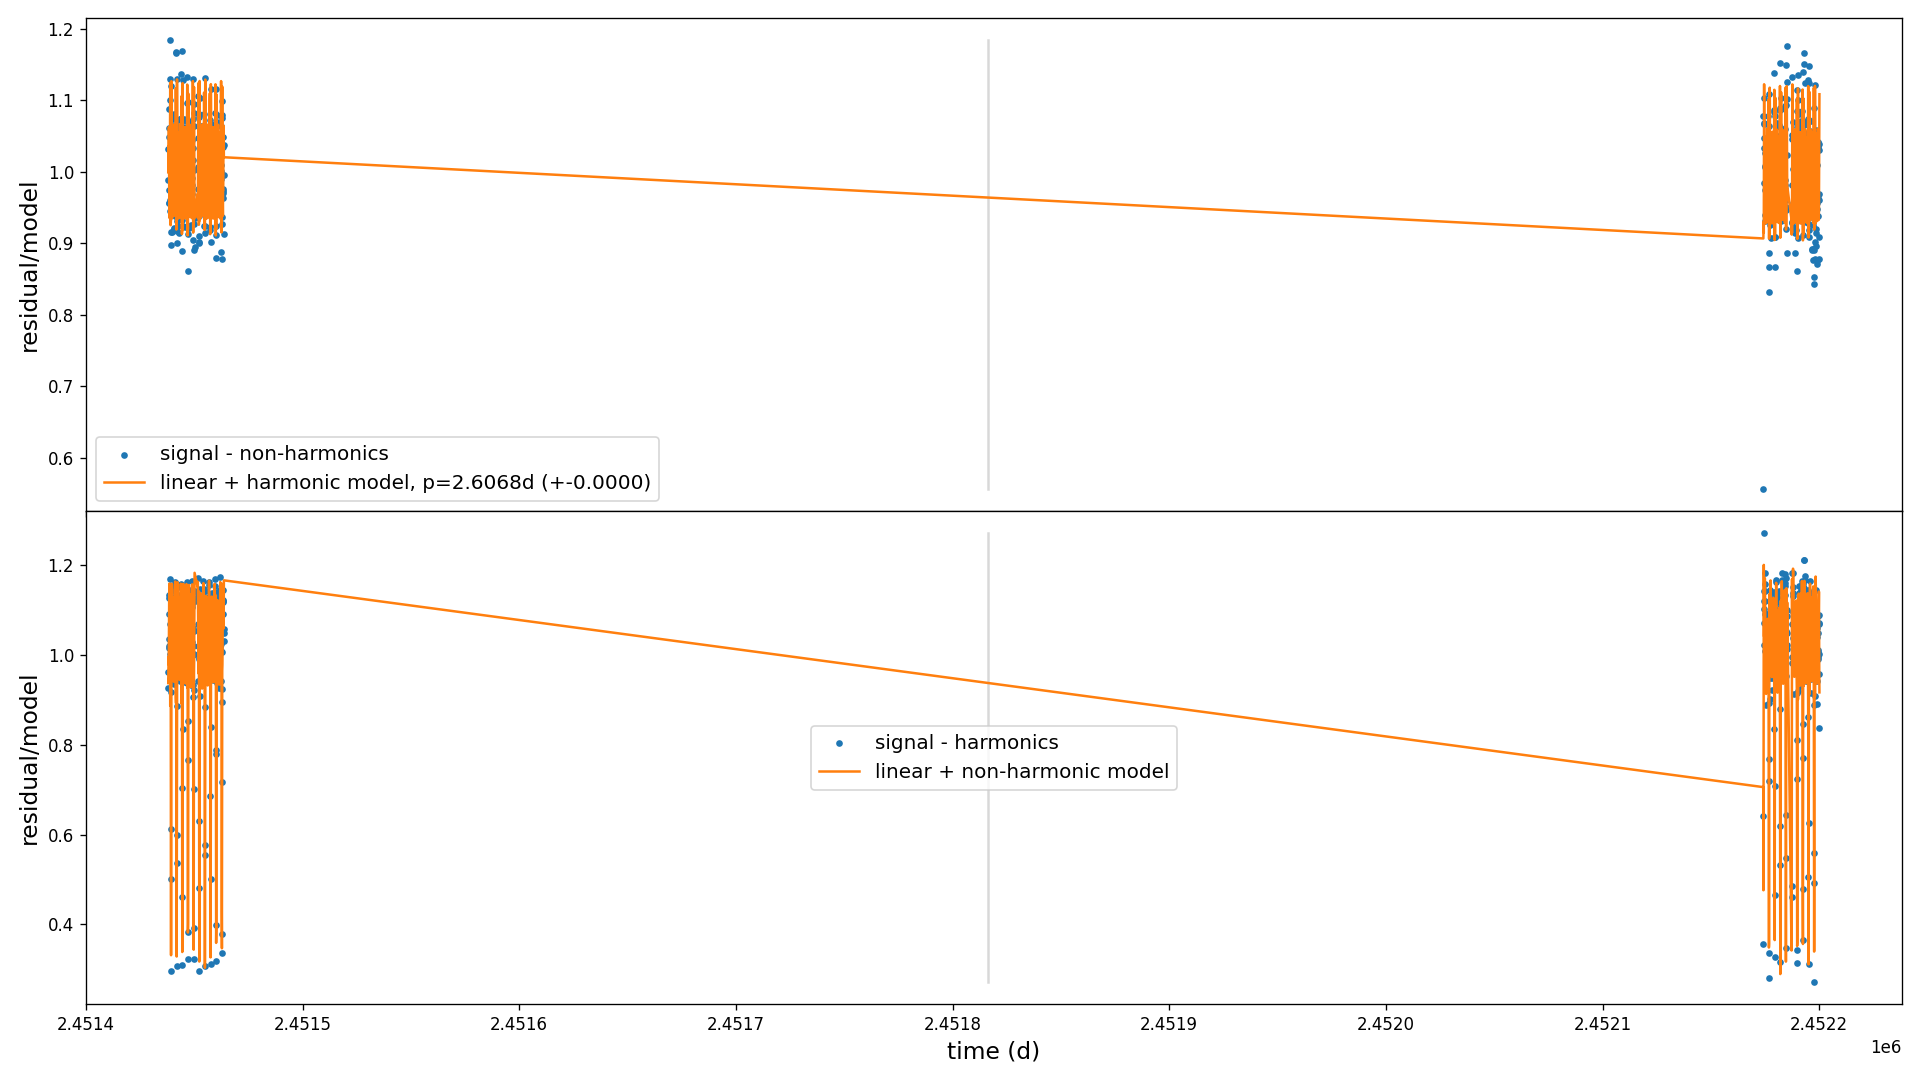 1.2
1.1
1.0
0.9
0.8
0.7
0.6
residual/model
signal - non-harmonics
linear + harmonic model, p=2.6068d (+-0.0000)
1.2
1.0
0.8
0.6
0.4
residual/model
signal - harmonics
linear + non-harmonic model
2.4514 2.4515 2.4516 2.4517 2.4518 2.4519 2.4520 2.4521 2.4522
time (d)
1e6